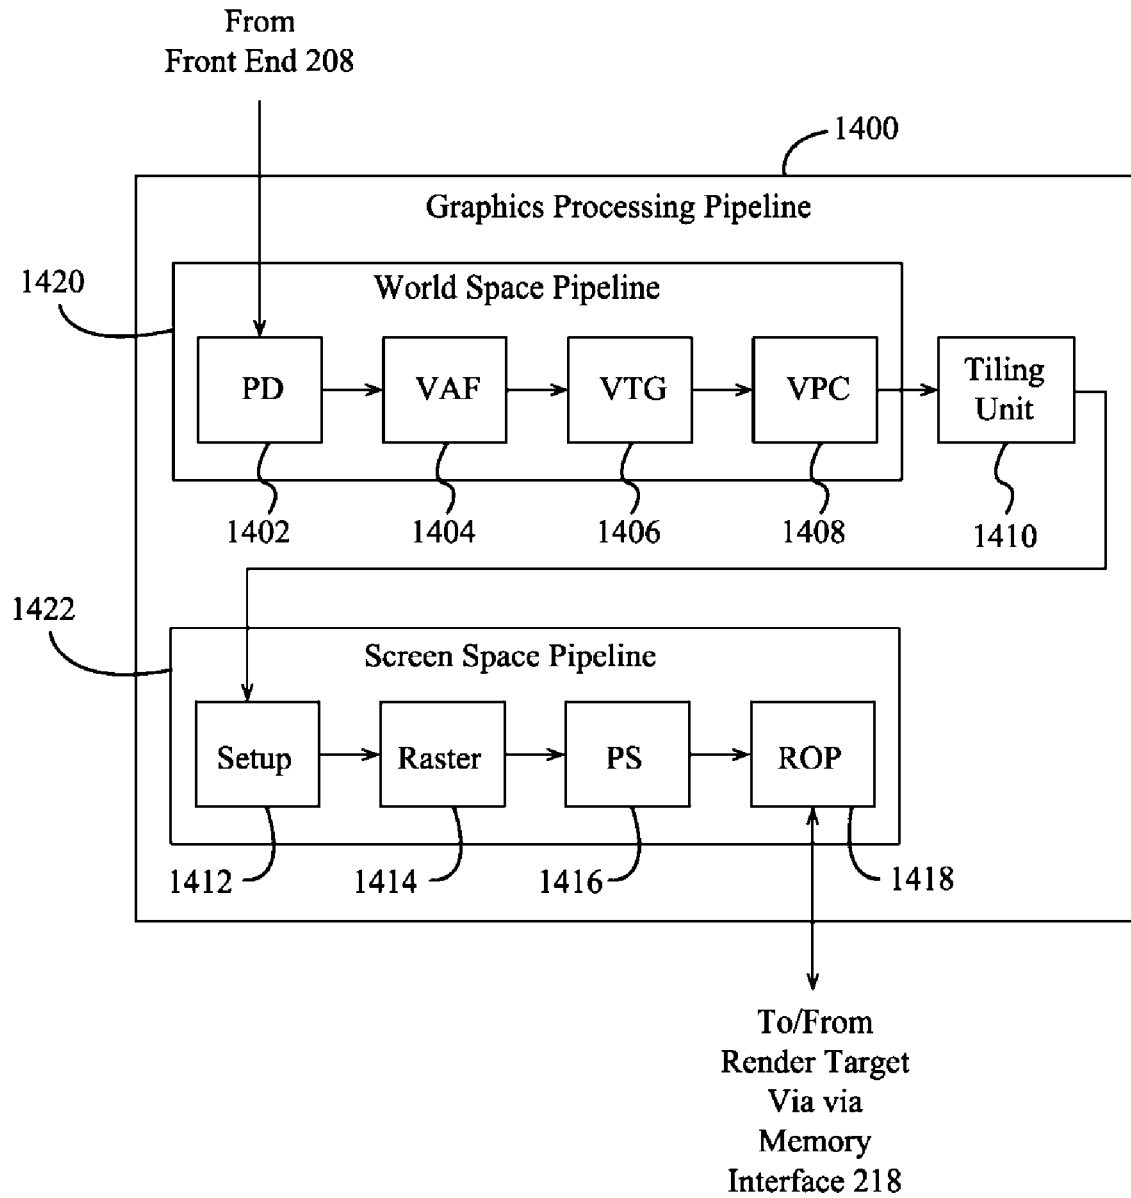 From
Front End 208
1400
Graphics Processing Pipeline
1420
World Space Pipeline
PD
VAF
VTG
VPC
Tiling
Unit
1402
1404
1406
1408
1410
1422
Screen Space Pipeline
Setup
Raster
PS
ROP
1412
1414
1416
1418
To/From
Render Target
Via via
Memory
Interface 218